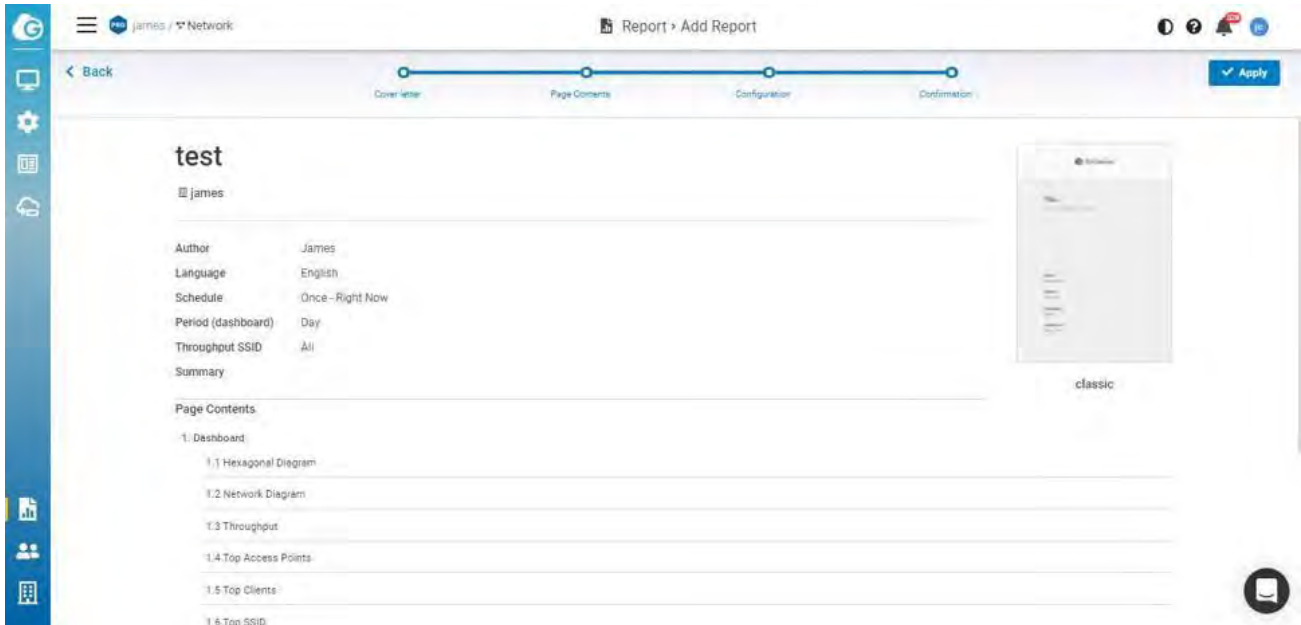 PRO james / Network
Report › Add Report
Back
Cover letter
Page Contents
Configuration
Confirmation
Apply
test
james
Author James
Language English
Schedule Once - Right Now
Period (dashboard) Day
Throughput SSID All
Summary
classic
Page Contents
1. Dashboard
1.1 Hexagonal Diagram
1.2 Network Diagram
1.3 Throughput
1.4 Top Access Points
1.5 Top Clients
1.6 Top SSID